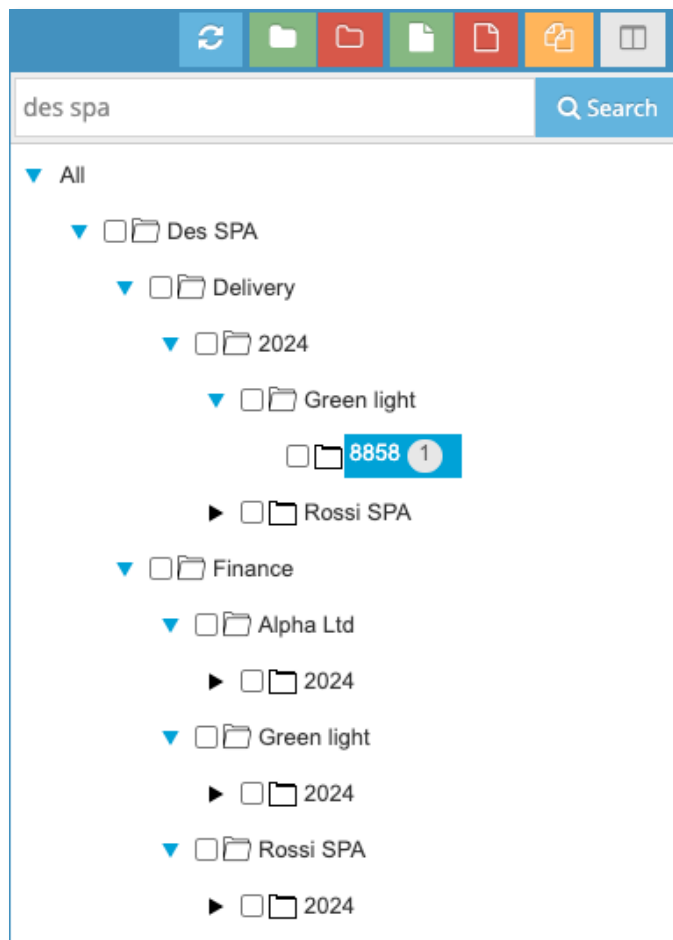 des spa
Search
All
Des SPA
Delivery
2024
Green light
8858 1
Rossi SPA
Finance
Alpha Ltd
2024
Green light
2024
Rossi SPA
2024